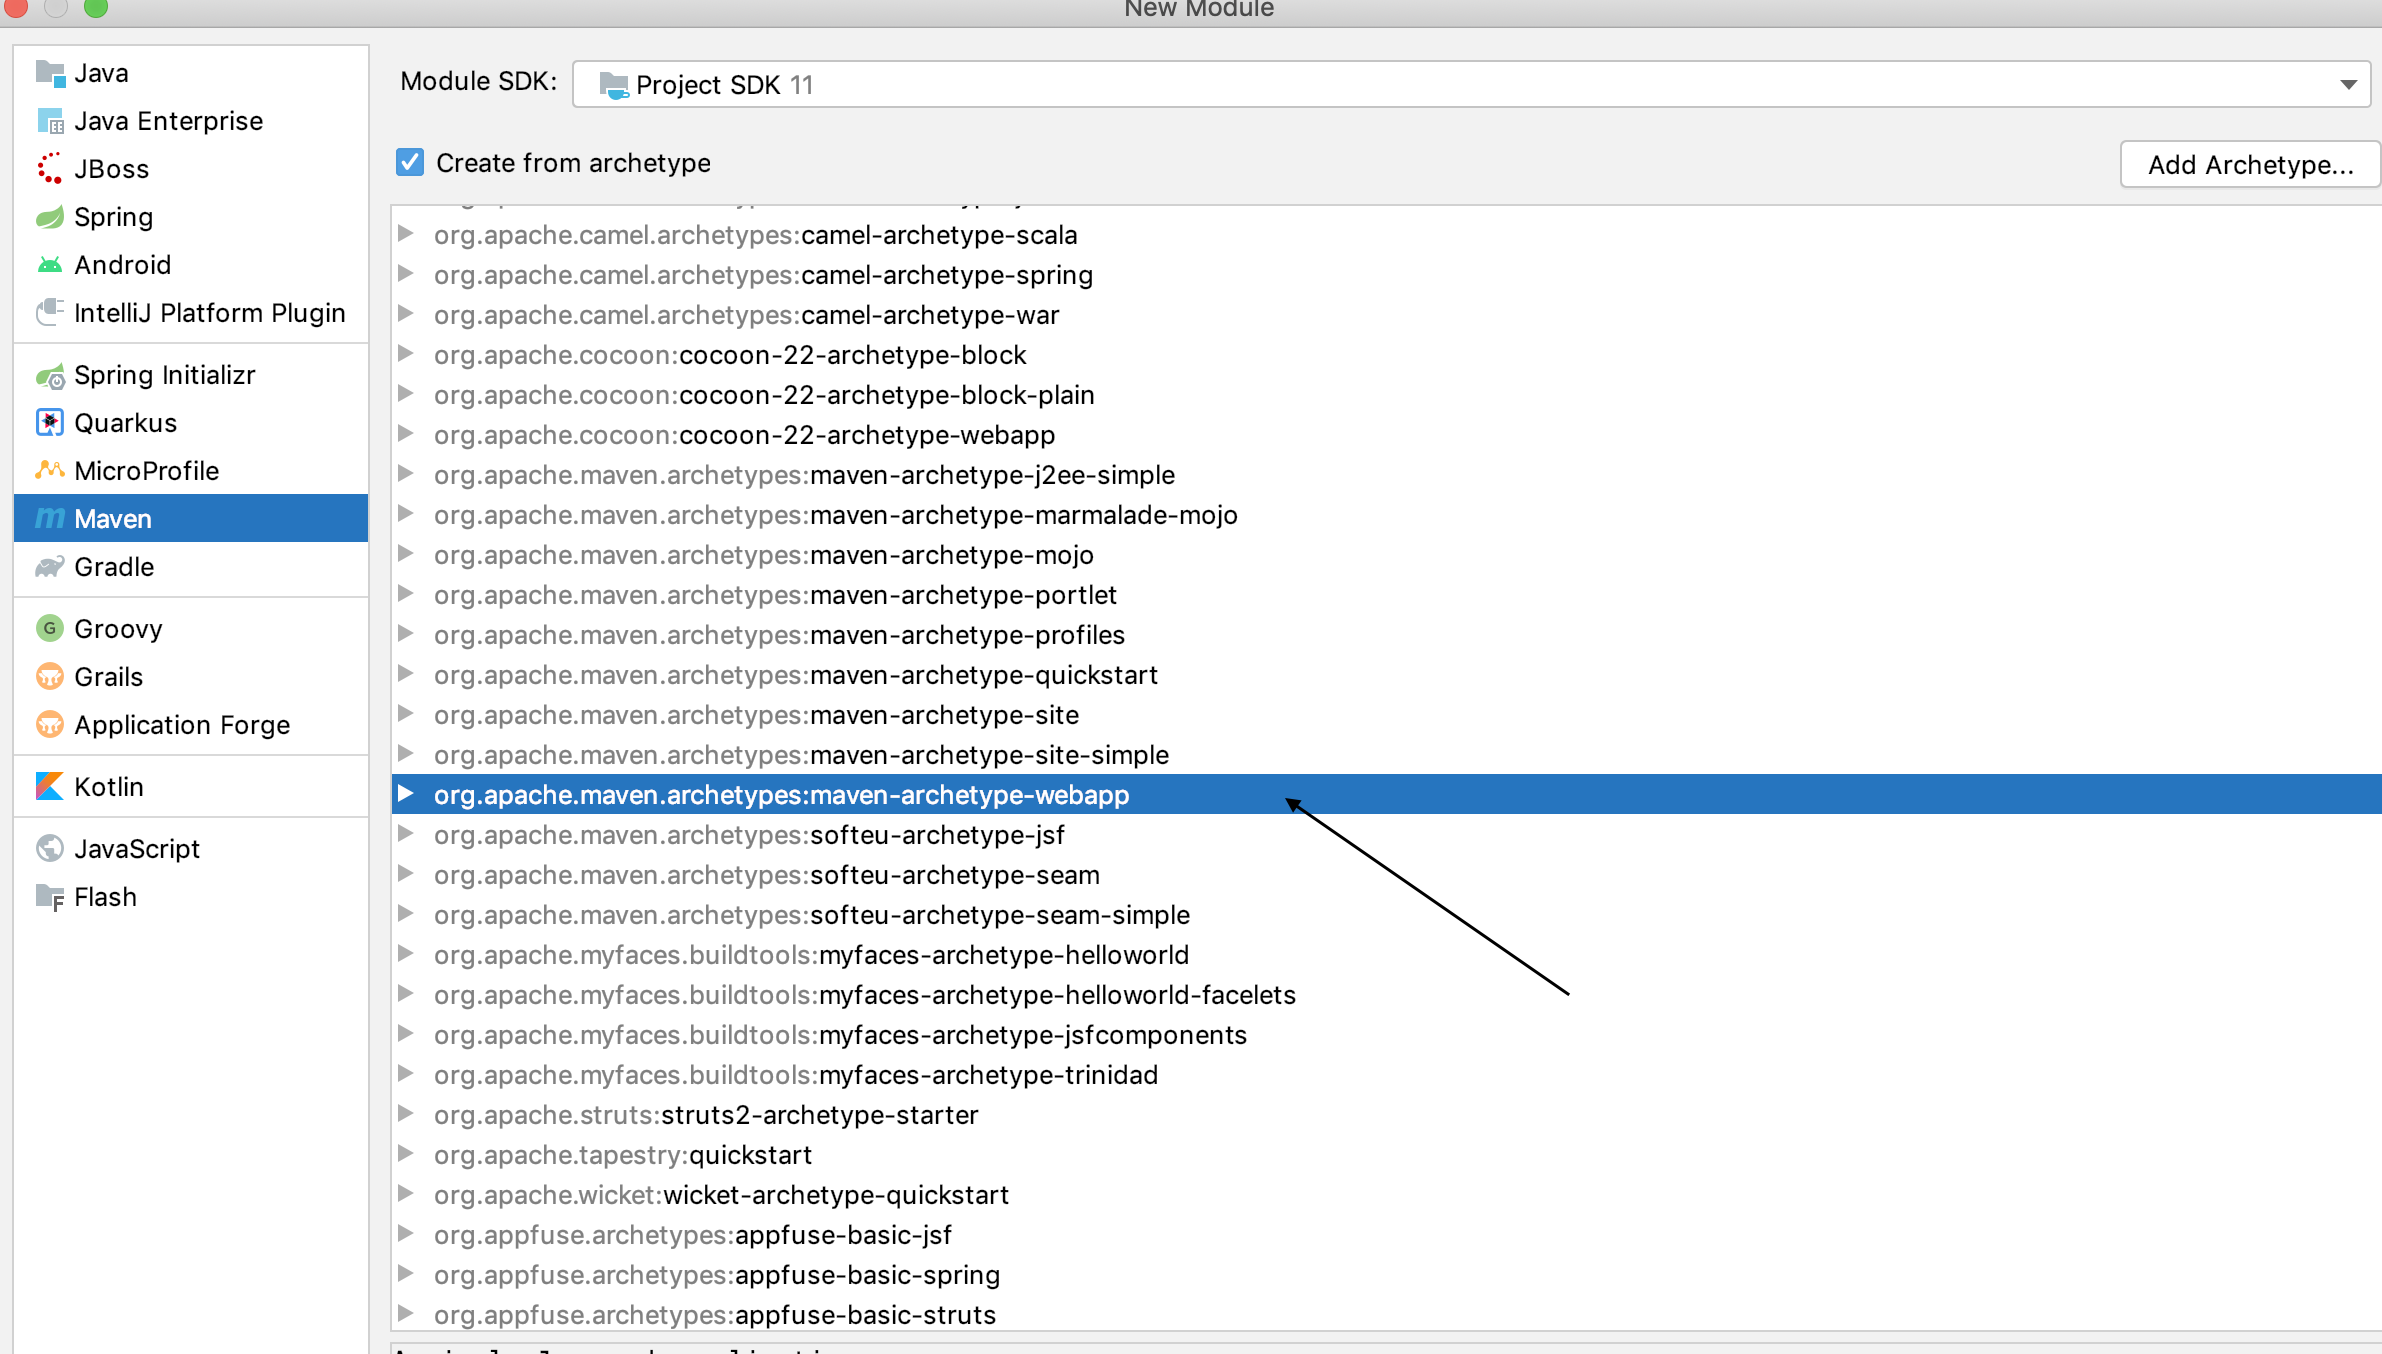 New Module
Java
Java Enterprise
JBoss
Spring
Android
IntelliJ Platform Plugin
Spring Initializr
Quarkus
MicroProfile
Maven
Gradle
Groovy
Grails
Application Forge
Kotlin
JavaScript
Flash
Module SDK: Project SDK 11
Create from archetype
Add Archetype...
org.apache.camel.archetypes:camel-archetype-scala
org.apache.camel.archetypes:camel-archetype-spring
org.apache.camel.archetypes:camel-archetype-war
org.apache.cocoon:cocoon-22-archetype-block
org.apache.cocoon:cocoon-22-archetype-block-plain
org.apache.cocoon:cocoon-22-archetype-webapp
org.apache.maven.archetypes:maven-archetype-j2ee-simple
org.apache.maven.archetypes:maven-archetype-marmalade-mojo
org.apache.maven.archetypes:maven-archetype-mojo
org.apache.maven.archetypes:maven-archetype-portlet
org.apache.maven.archetypes:maven-archetype-profiles
org.apache.maven.archetypes:maven-archetype-quickstart
org.apache.maven.archetypes:maven-archetype-site
org.apache.maven.archetypes:maven-archetype-site-simple
org.apache.maven.archetypes:maven-archetype-webapp
org.apache.maven.archetypes:softeu-archetype-jsf
org.apache.maven.archetypes:softeu-archetype-seam
org.apache.maven.archetypes:softeu-archetype-seam-simple
org.apache.myfaces.buildtools:myfaces-archetype-helloworld
org.apache.myfaces.buildtools:myfaces-archetype-helloworld-facelets
org.apache.myfaces.buildtools:myfaces-archetype-jsfcomponents
org.apache.myfaces.buildtools:myfaces-archetype-trinidad
org.apache.struts:struts2-archetype-starter
org.apache.tapestry:quickstart
org.apache.wicket:wicket-archetype-quickstart
org.appfuse.archetypes:appfuse-basic-jsf
org.appfuse.archetypes:appfuse-basic-spring
org.appfuse.archetypes:appfuse-basic-struts